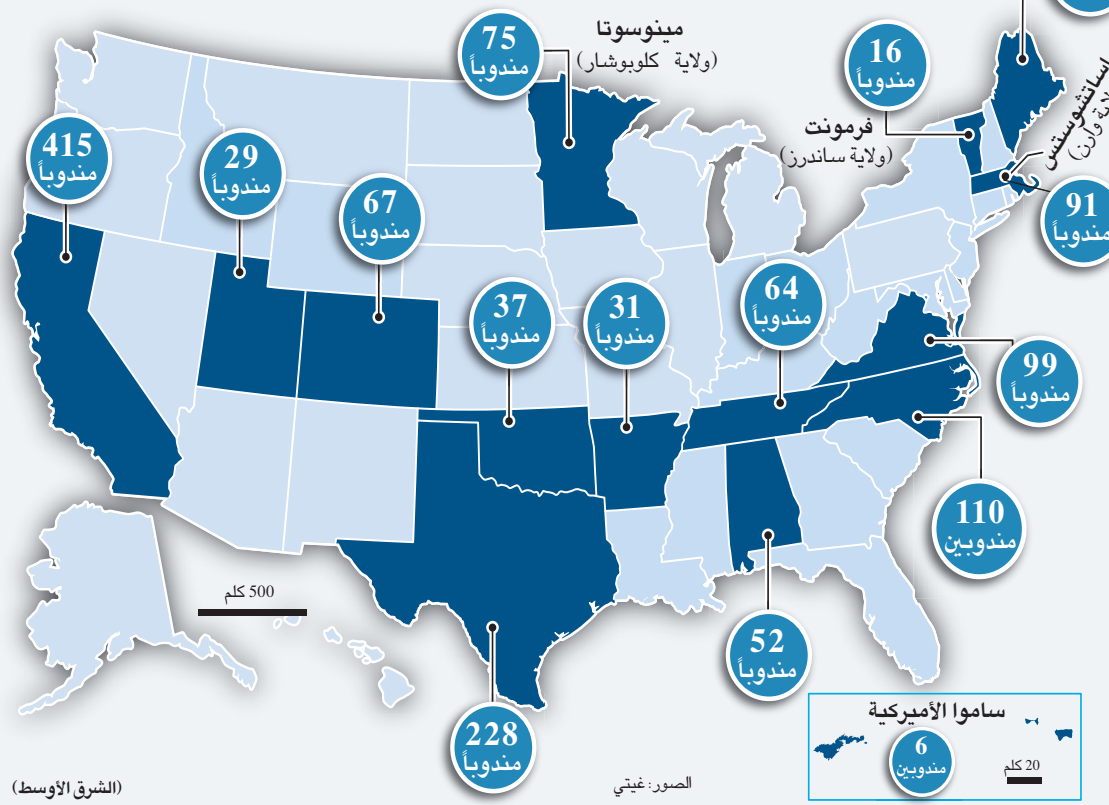 مينوسوتا
(ولاية كلوبوشار)
75
مندوباً
16
مندوباً
فرمونت
(ولاية ساندرز)
ساتشوستس
وارن)
91
مندوباً
415
مندوباً
29
مندوباً
67
مندوباً
37
مندوباً
31
مندوباً
64
مندوباً
99
مندوباً
110
مندوبين
52
مندوباً
228
مندوباً
500 كلم
ساموا الأميركية
6
مندوبين
20 كلم
الصور: غيتي
(الشرق الأوسط)